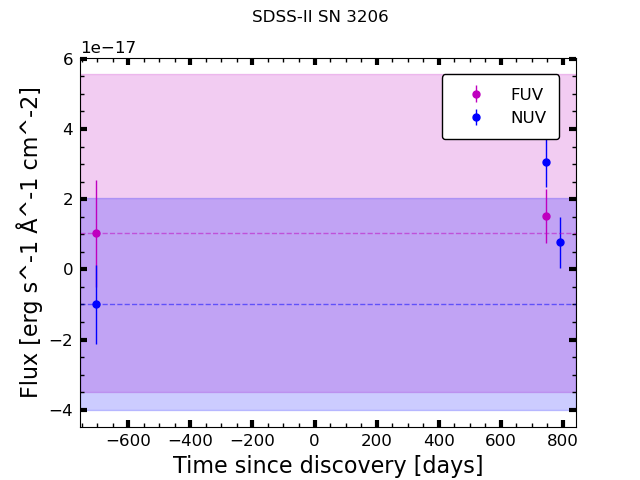 SDSS-II SN 3206
1e−17
6
4
2
0
−2
−4
Flux [erg s^-1 Å^-1 cm^-2]
FUV
NUV
−600 −400 −200 0 200 400 600 800
Time since discovery [days]